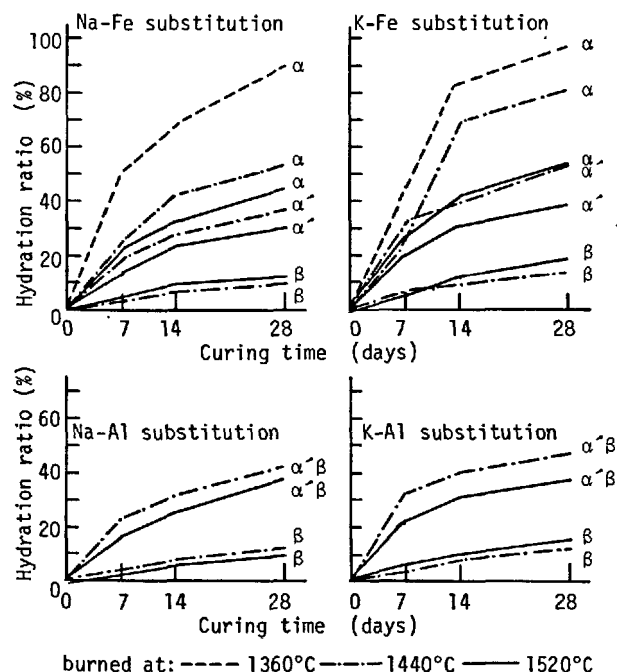 Na-Fe substitution
K-Fe substitution
Hydration ratio (%)
100
80
60
40
20
0
α
α
α
α´
α´
β
β
α
α
α
α´
α´
β
β
0 7 14 28
0 7 14 28
Curing time (days)
Na-Al substitution
K-Al substitution
Hydration ratio (%)
60
40
20
0
α´β
α´β
β
β
α´β
α´β
β
β
0 7 14 28
0 7 14 28
Curing time (days)
burned at: 1360°C 1440°C 1520°C